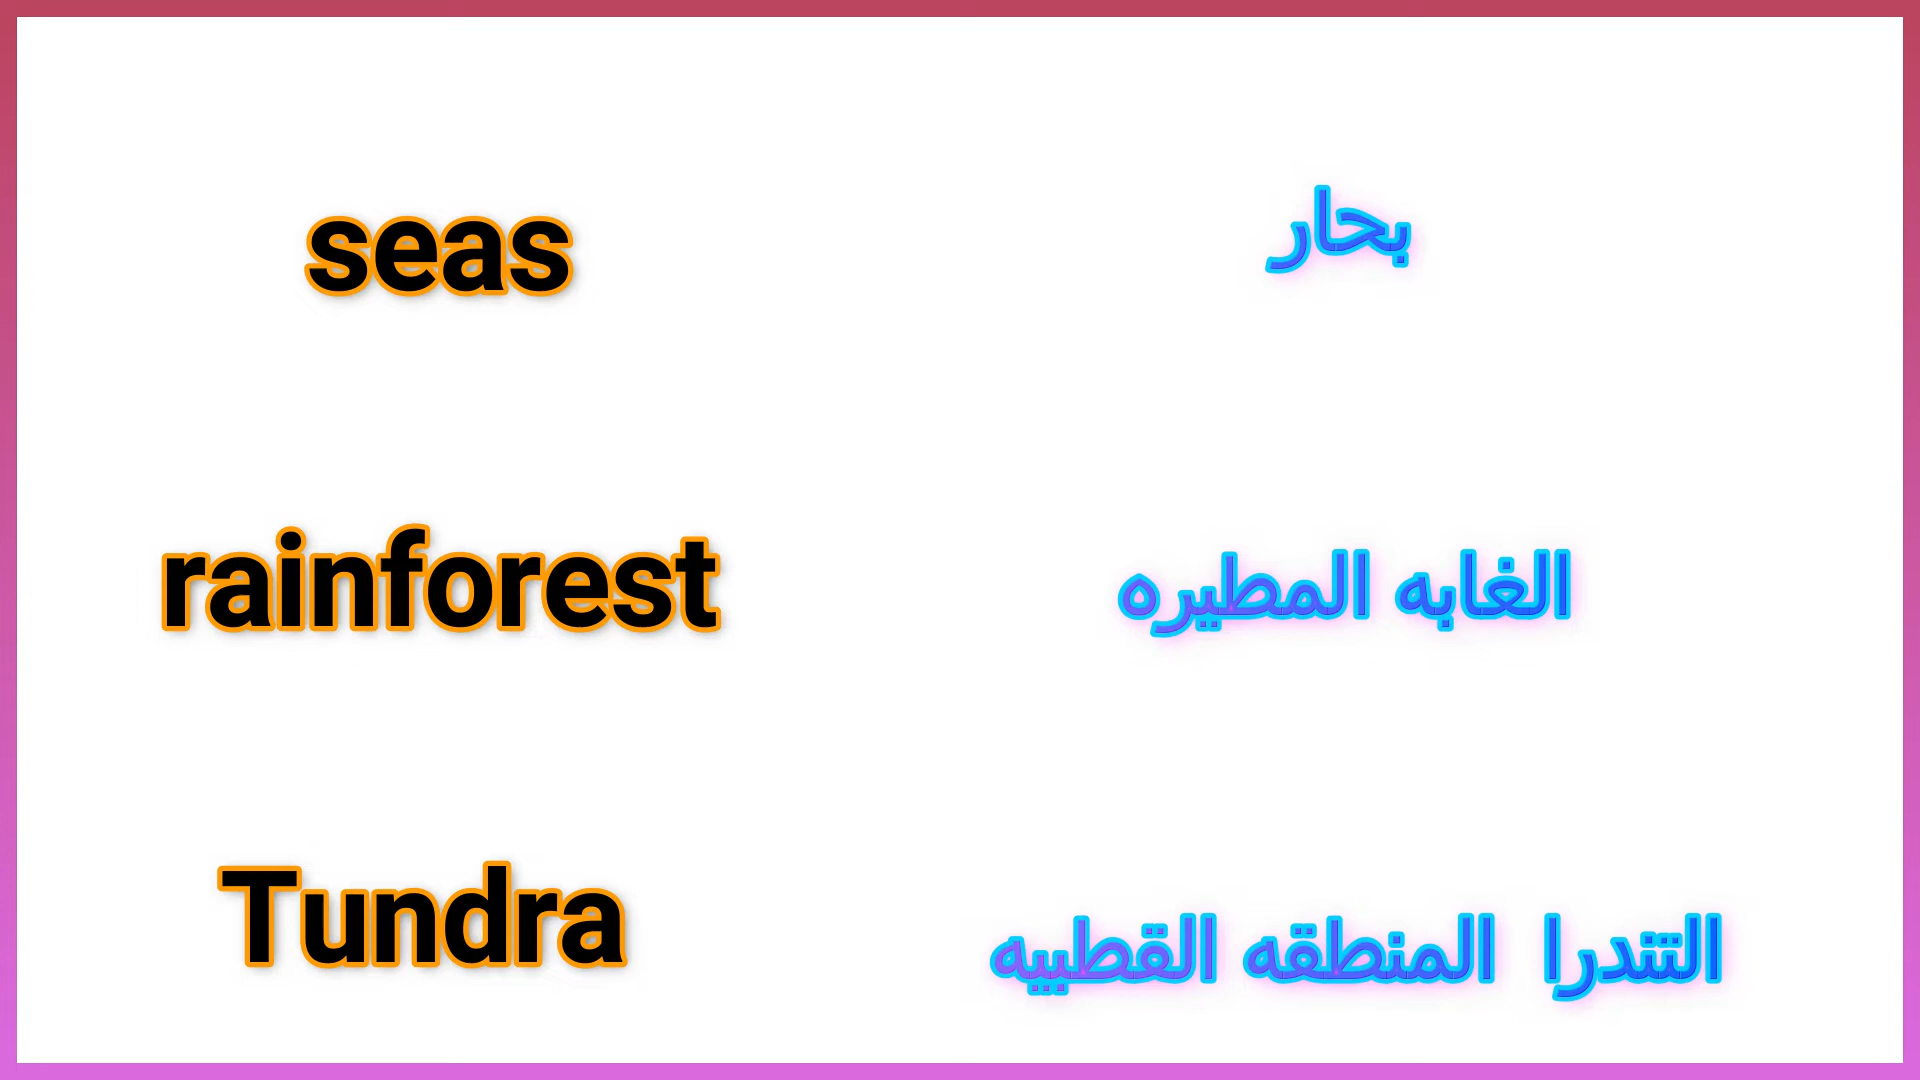 seas
بحار
rainforest
الغابه المطيره
Tundra
التندرا  المنطقه القطبيه